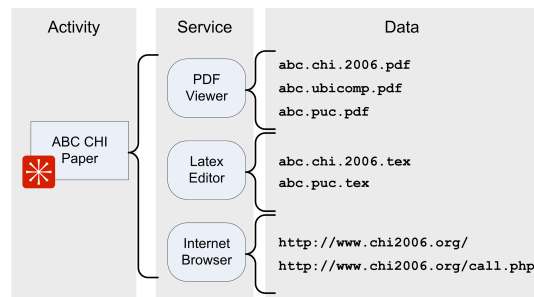 Activity
Service
Data
ABC CHI
Paper
PDF
Viewer
abc.chi.2006.pdf
abc.ubicomp.pdf
abc.puc.pdf
Latex
Editor
abc.chi.2006.tex
abc.puc.tex
Internet
Browser
http://www.chi2006.org/
http://www.chi2006.org/call.php